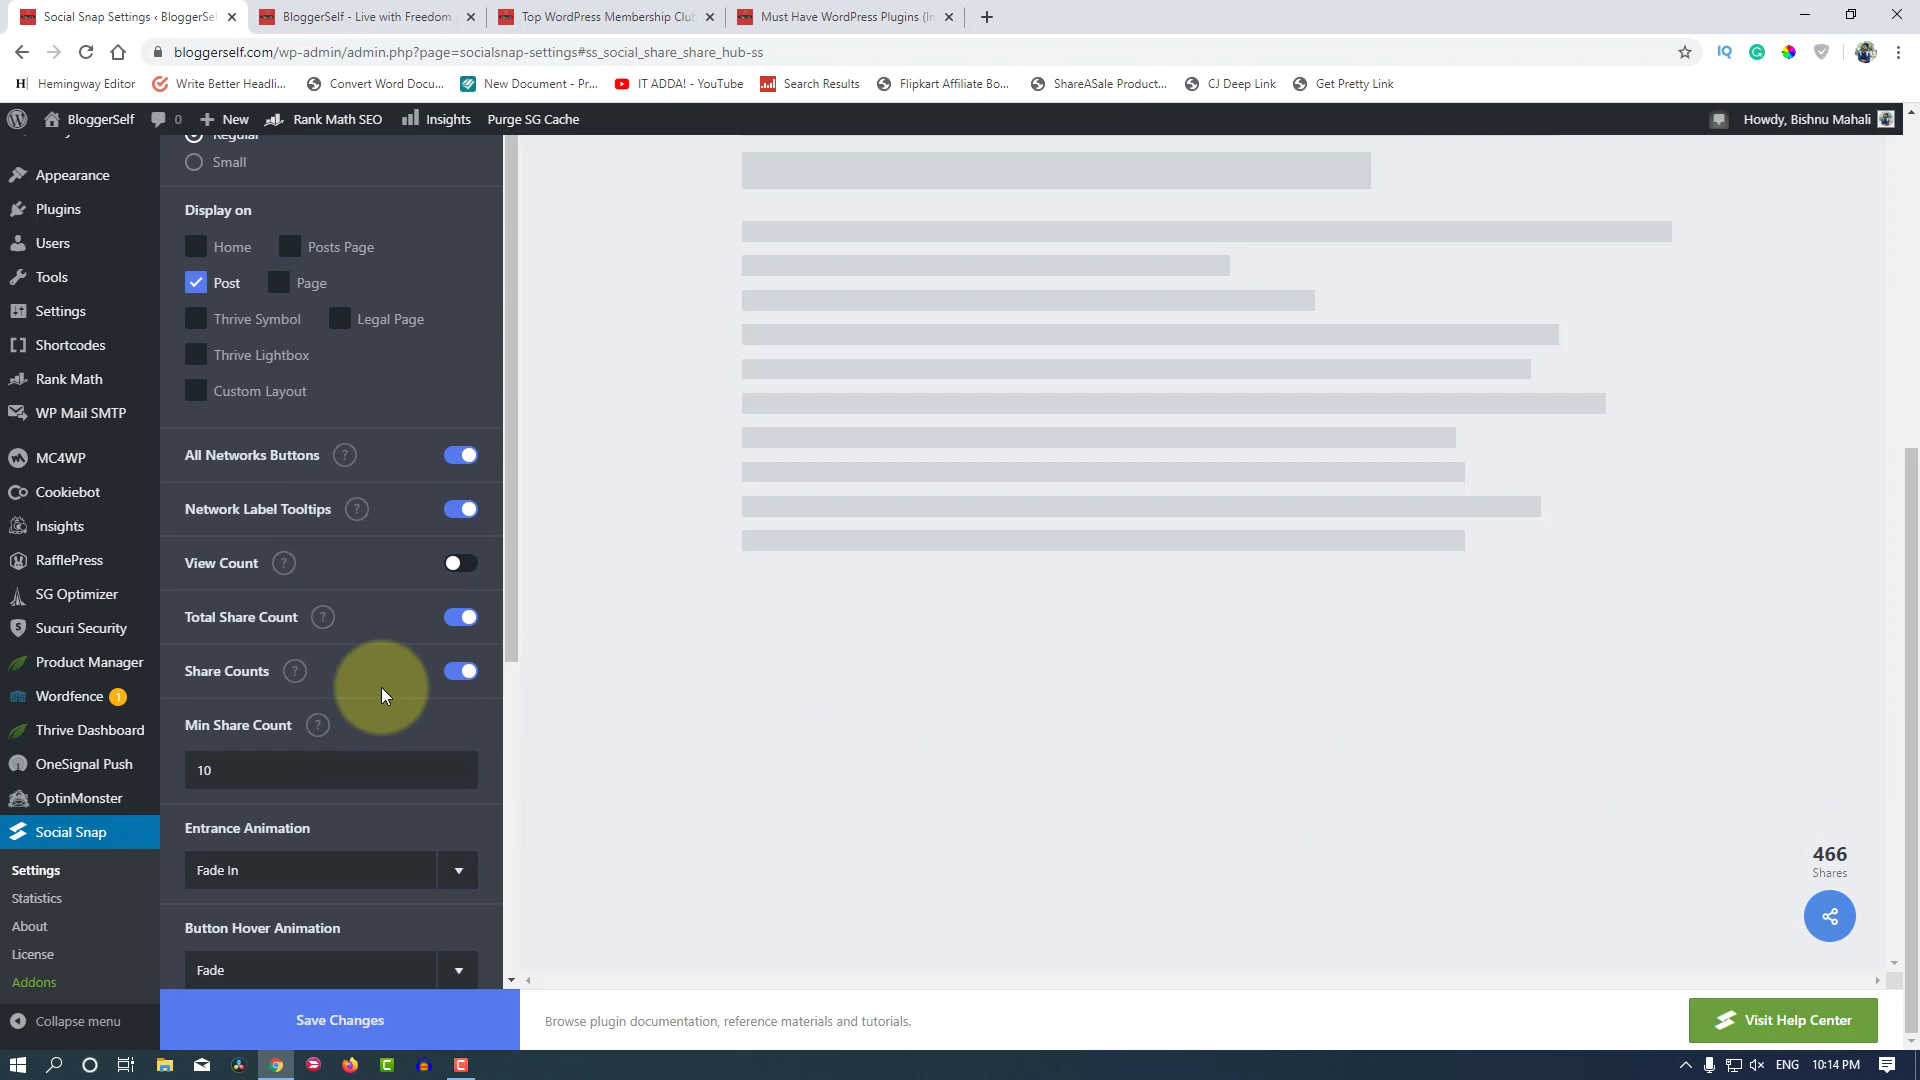 Social Snap Settings ‹ BloggerSel
BloggerSelf - Live with Freedom
Top WordPress Membership Club
Must Have WordPress Plugins (In
bloggerself.com/wp-admin/admin.php?page=socialsnap-settings#ss_social_share_share_hub-ss
Hemingway Editor
Write Better Headli...
Convert Word Docu...
New Document - Pr...
IT ADDA! - YouTube
Search Results
Flipkart Affiliate Bo...
ShareASale Product...
CJ Deep Link
Get Pretty Link
BloggerSelf
0
New
Rank Math SEO
Insights
Purge SG Cache
Howdy, Bishnu Mahali
Appearance
Plugins
Users
Tools
Settings
Shortcodes
Rank Math
WP Mail SMTP
MC4WP
Cookiebot
Insights
RafflePress
SG Optimizer
Sucuri Security
Product Manager
Wordfence 1
Thrive Dashboard
OneSignal Push
OptinMonster
Social Snap
Settings
Statistics
About
License
Addons
Collapse menu
Regular
Small
Display on
Home
Posts Page
Post
Page
Thrive Symbol
Legal Page
Thrive Lightbox
Custom Layout
All Networks Buttons ?
Network Label Tooltips ?
View Count ?
Total Share Count ?
Share Counts ?
Min Share Count ?
10
Entrance Animation
Fade In
Button Hover Animation
Fade
Save Changes
466
Shares
Browse plugin documentation, reference materials and tutorials.
Visit Help Center
ENG
10:14 PM